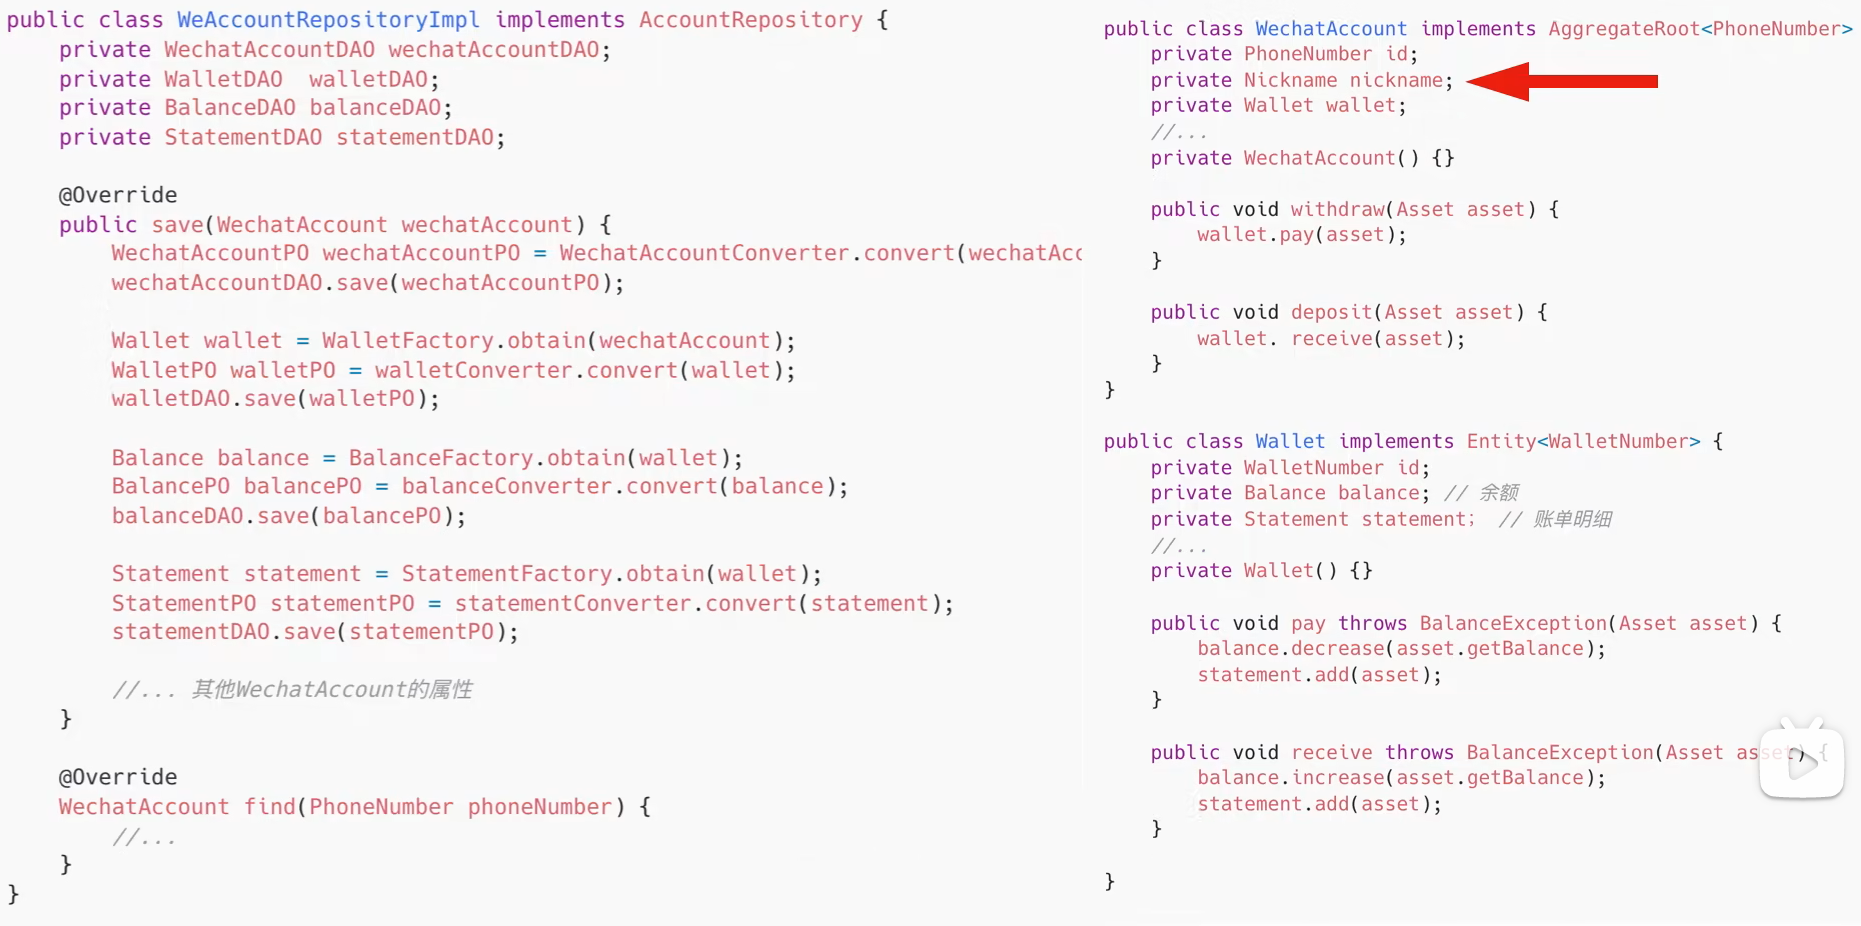 public class WeAccountRepositoryImpl implements AccountRepository {
    private WechatAccountDAO wechatAccountDAO;
    private WalletDAO  walletDAO;
    private BalanceDAO balanceDAO;
    private StatementDAO statementDAO;

    @Override
    public save(WechatAccount wechatAccount) {
        WechatAccountPO wechatAccountPO = WechatAccountConverter.convert(wechatAcc
        wechatAccountDAO.save(wechatAccountPO);

        Wallet wallet = WalletFactory.obtain(wechatAccount);
        WalletPO walletPO = walletConverter.convert(wallet);
        walletDAO.save(walletPO);

        Balance balance = BalanceFactory.obtain(wallet);
        BalancePO balancePO = balanceConverter.convert(balance);
        balanceDAO.save(balancePO);

        Statement statement = StatementFactory.obtain(wallet);
        StatementPO statementPO = statementConverter.convert(statement);
        statementDAO.save(statementPO);

        //... 其他WechatAccount的属性
    }

    @Override
    WechatAccount find(PhoneNumber phoneNumber) {
        //...
    }
}
public class WechatAccount implements AggregateRoot<PhoneNumber>
    private PhoneNumber id;
    private Nickname nickname;
    private Wallet wallet;
    //...
    private WechatAccount() {}

    public void withdraw(Asset asset) {
        wallet.pay(asset);
    }

    public void deposit(Asset asset) {
        wallet. receive(asset);
    }
}

public class Wallet implements Entity<WalletNumber> {
    private WalletNumber id;
    private Balance balance; // 余额
    private Statement statement;  // 账单明细
    //...
    private Wallet() {}

    public void pay throws BalanceException(Asset asset) {
        balance.decrease(asset.getBalance);
        statement.add(asset);
    }

    public void receive throws BalanceException(Asset asset) {
        balance.increase(asset.getBalance);
        statement.add(asset);
    }

}